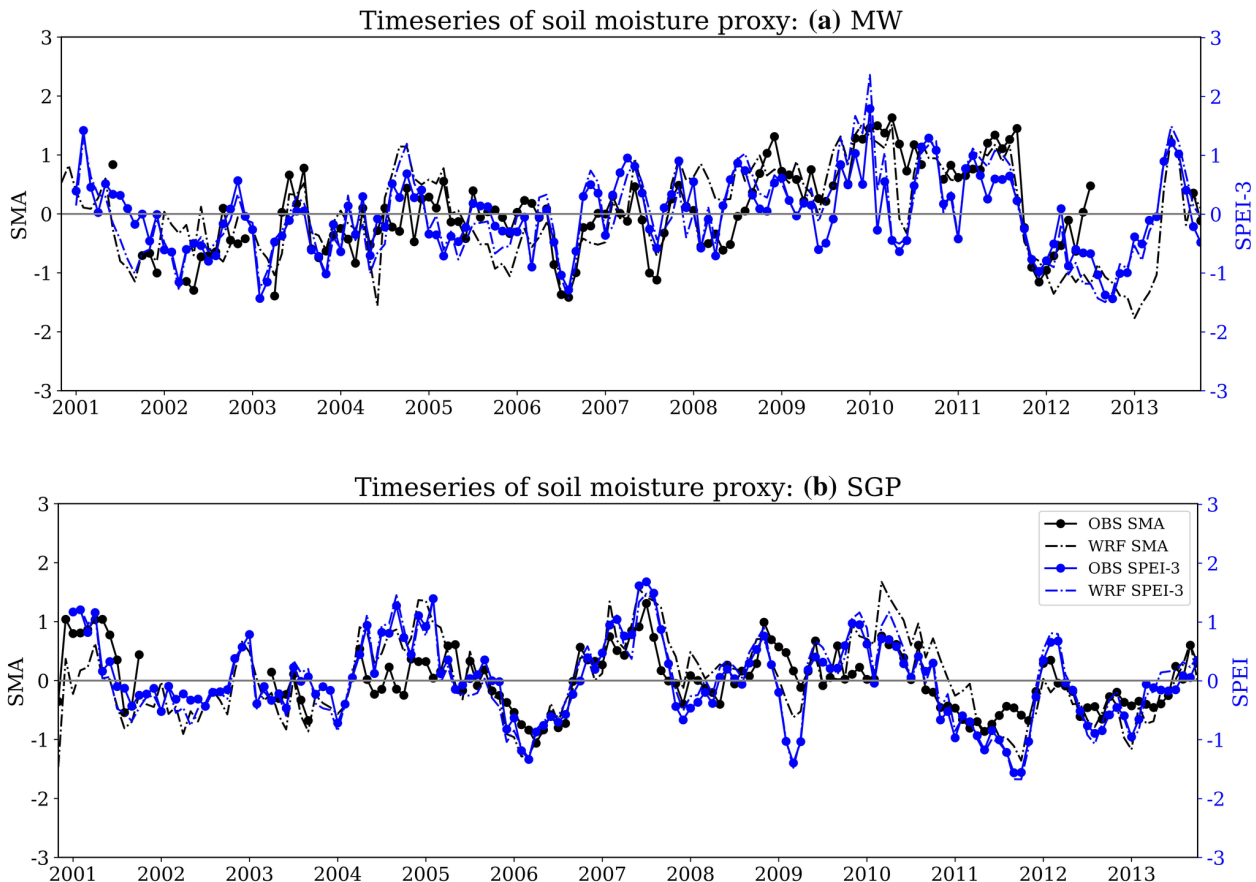 Timeseries of soil moisture proxy: (a) MW
3
2
1
0
-1
-2
-3
SMA
3
2
1
0
-1
-2
-3
SPEI-3
2001 2002 2003 2004 2005 2006 2007 2008 2009 2010 2011 2012 2013
Timeseries of soil moisture proxy: (b) SGP
3
2
1
0
-1
-2
-3
SMA
OBS SMA
WRF SMA
OBS SPEI-3
WRF SPEI-3
3
2
1
0
-1
-2
-3
SPEI
2001 2002 2003 2004 2005 2006 2007 2008 2009 2010 2011 2012 2013